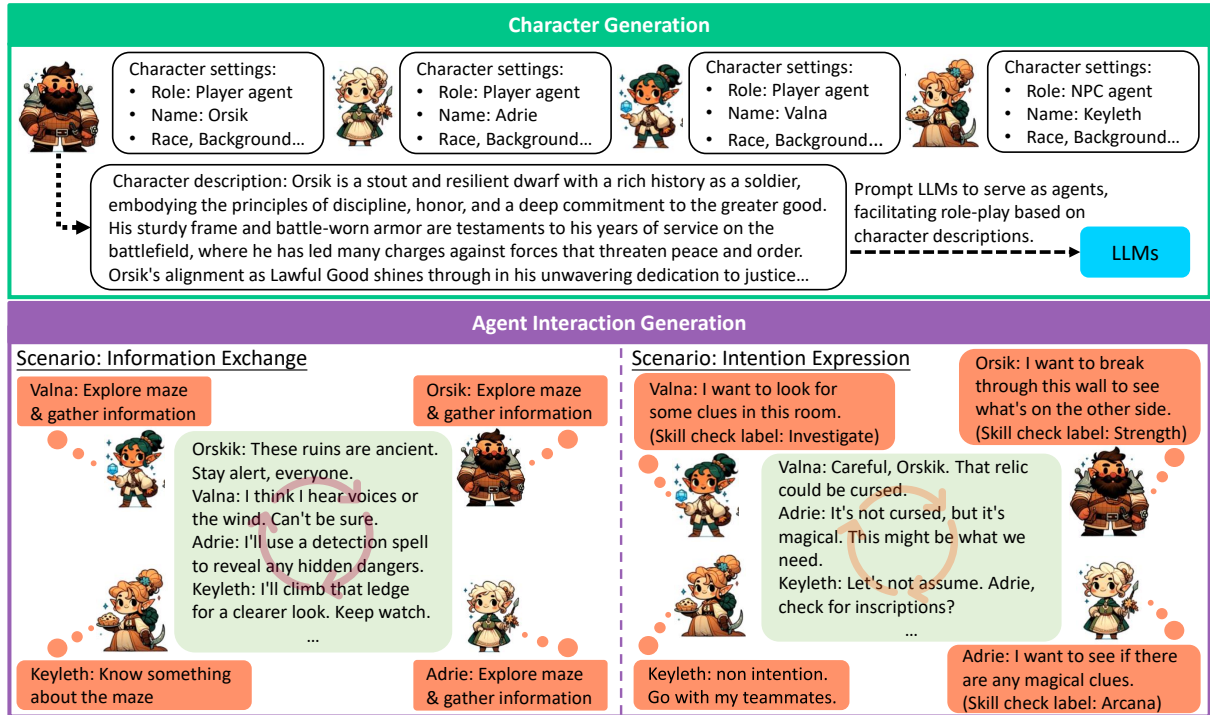 Character Generation
Character settings:
• Role: Player agent
• Name: Orsik
• Race, Background...
Character settings:
• Role: Player agent
• Name: Adrie
• Race, Background...
Character settings:
• Role: Player agent
• Name: Valna
• Race, Background...
Character settings:
• Role: NPC agent
• Name: Keyleth
• Race, Background...
Character description: Orsik is a stout and resilient dwarf with a rich history as a soldier,
embodying the principles of discipline, honor, and a deep commitment to the greater good.
His sturdy frame and battle-worn armor are testaments to his years of service on the
battlefield, where he has led many charges against forces that threaten peace and order.
Orsik's alignment as Lawful Good shines through in his unwavering dedication to justice...
Prompt LLMs to serve as agents,
facilitating role-play based on
character descriptions.
LLMs
Agent Interaction Generation
Scenario: Information Exchange
Valna: Explore maze
& gather information
Orsik: Explore maze
& gather information
Orskik: These ruins are ancient.
Stay alert, everyone.
Valna: I think I hear voices or
the wind. Can't be sure.
Adrie: I'll use a detection spell
to reveal any hidden dangers.
Keyleth: I'll climb that ledge
for a clearer look. Keep watch.
...
Keyleth: Know something
about the maze
Adrie: Explore maze
& gather information
Scenario: Intention Expression
Valna: I want to look for
some clues in this room.
(Skill check label: Investigate)
Orsik: I want to break
through this wall to see
what's on the other side.
(Skill check label: Strength)
Valna: Careful, Orskik. That relic
could be cursed.
Adrie: It's not cursed, but it's
magical. This might be what we
need.
Keyleth: Let's not assume. Adrie,
check for inscriptions?
...
Keyleth: non intention.
Go with my teammates.
Adrie: I want to see if there
are any magical clues.
(Skill check label: Arcana)